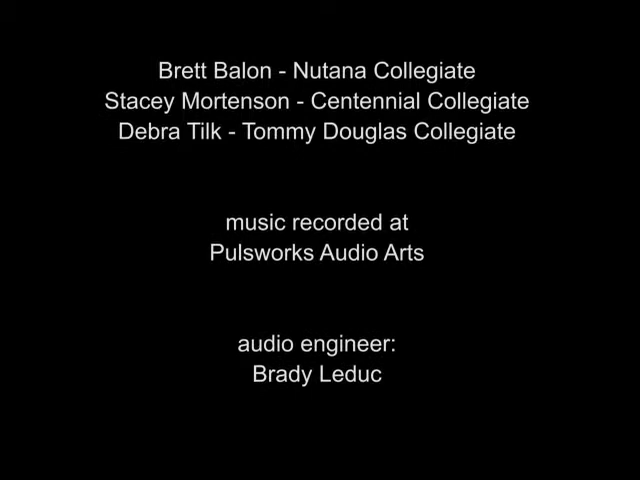 Brett Balon - Nutana Collegiate
Stacey Mortenson - Centennial Collegiate
Debra Tilk - Tommy Douglas Collegiate
music recorded at
Pulsworks Audio Arts
audio engineer:
Brady Leduc